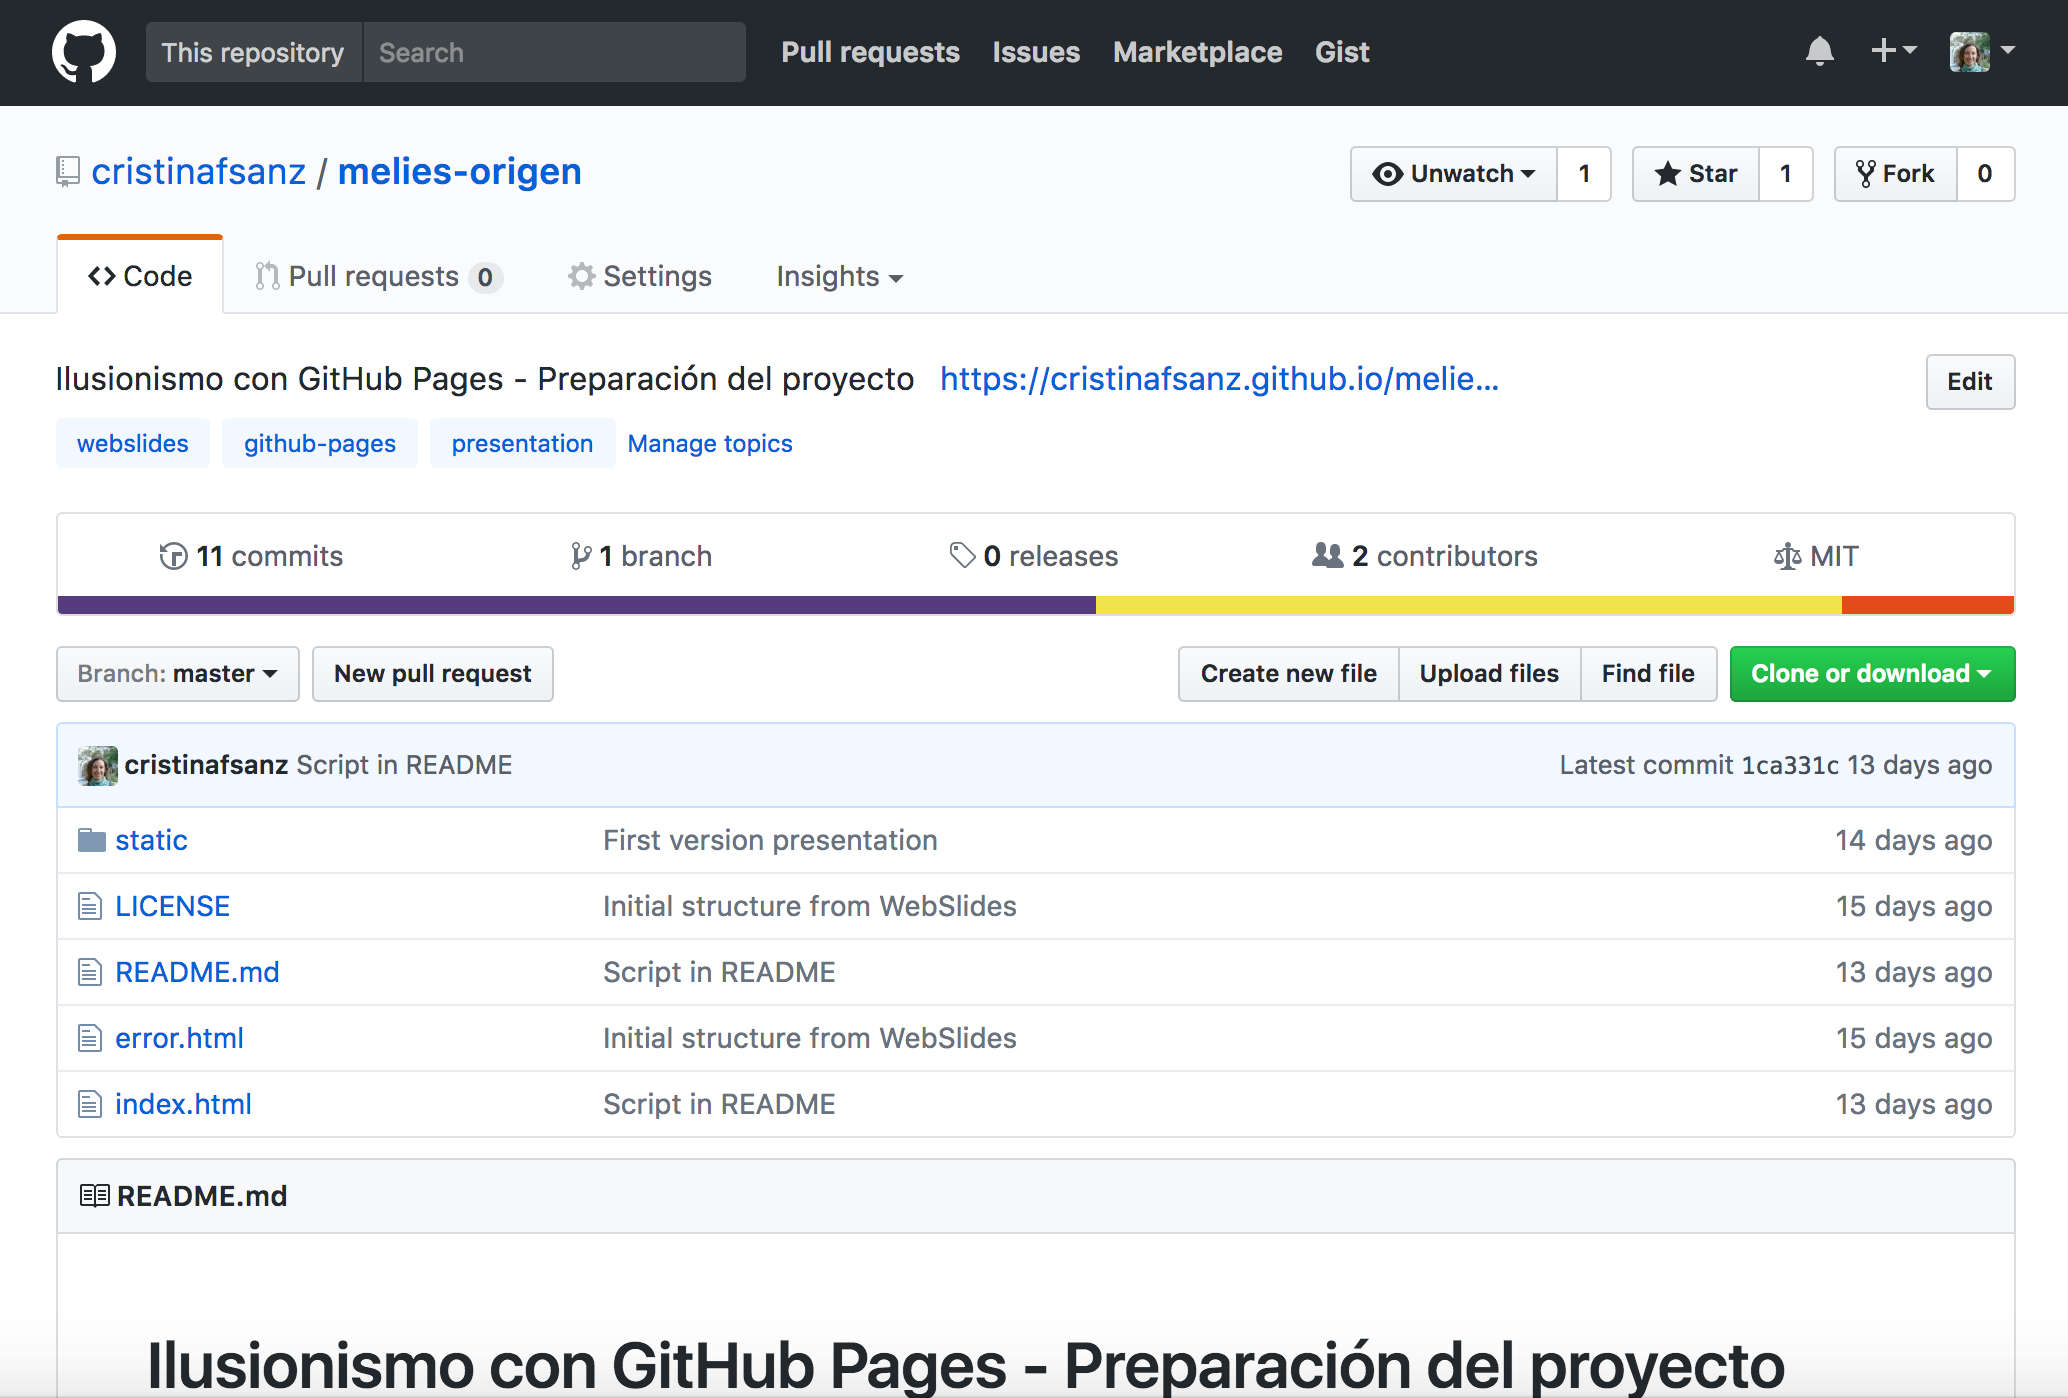 This repository Search Pull requests Issues Marketplace Gist
cristinafsanz / melies-origen Unwatch 1 Star 1 Fork 0
Code Pull requests 0 Settings Insights
Ilusionismo con GitHub Pages - Preparación del proyecto https://cristinafsanz.github.io/melie... Edit
webslides github-pages presentation Manage topics
11 commits 1 branch 0 releases 2 contributors MIT
Branch: master New pull request Create new file Upload files Find file Clone or download
cristinafsanz Script in README Latest commit 1ca331c 13 days ago
static First version presentation 14 days ago
LICENSE Initial structure from WebSlides 15 days ago
README.md Script in README 13 days ago
error.html Initial structure from WebSlides 15 days ago
index.html Script in README 13 days ago
README.md
Ilusionismo con GitHub Pages - Preparación del proyecto